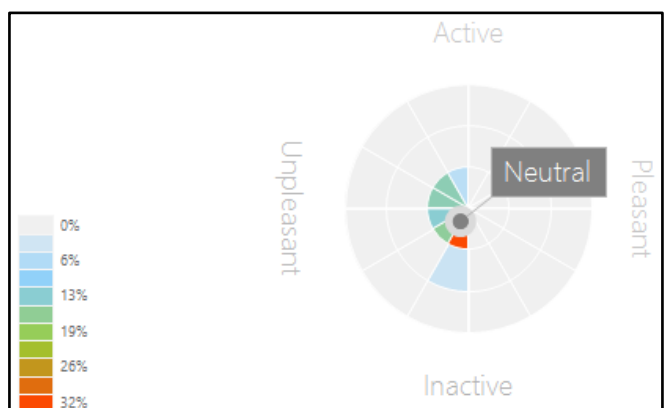 Active
Unpleasant
Neutral
Pleasant
0%
6%
13%
19%
26%
32%
Inactive